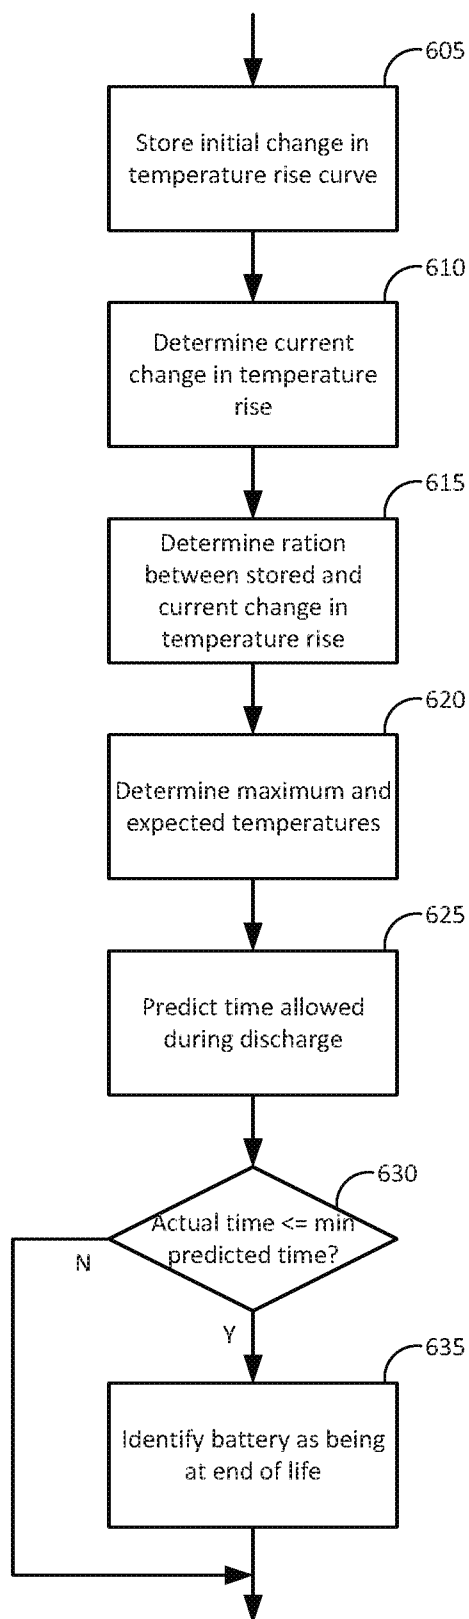 605
Store initial change in
temperature rise curve
610
Determine current
change in temperature
rise
615
Determine ration
between stored and
current change in
temperature rise
620
Determine maximum and
expected temperatures
625
Predict time allowed
during discharge
630
Actual time <= min
predicted time?
N
Y
635
Identify battery as being
at end of life